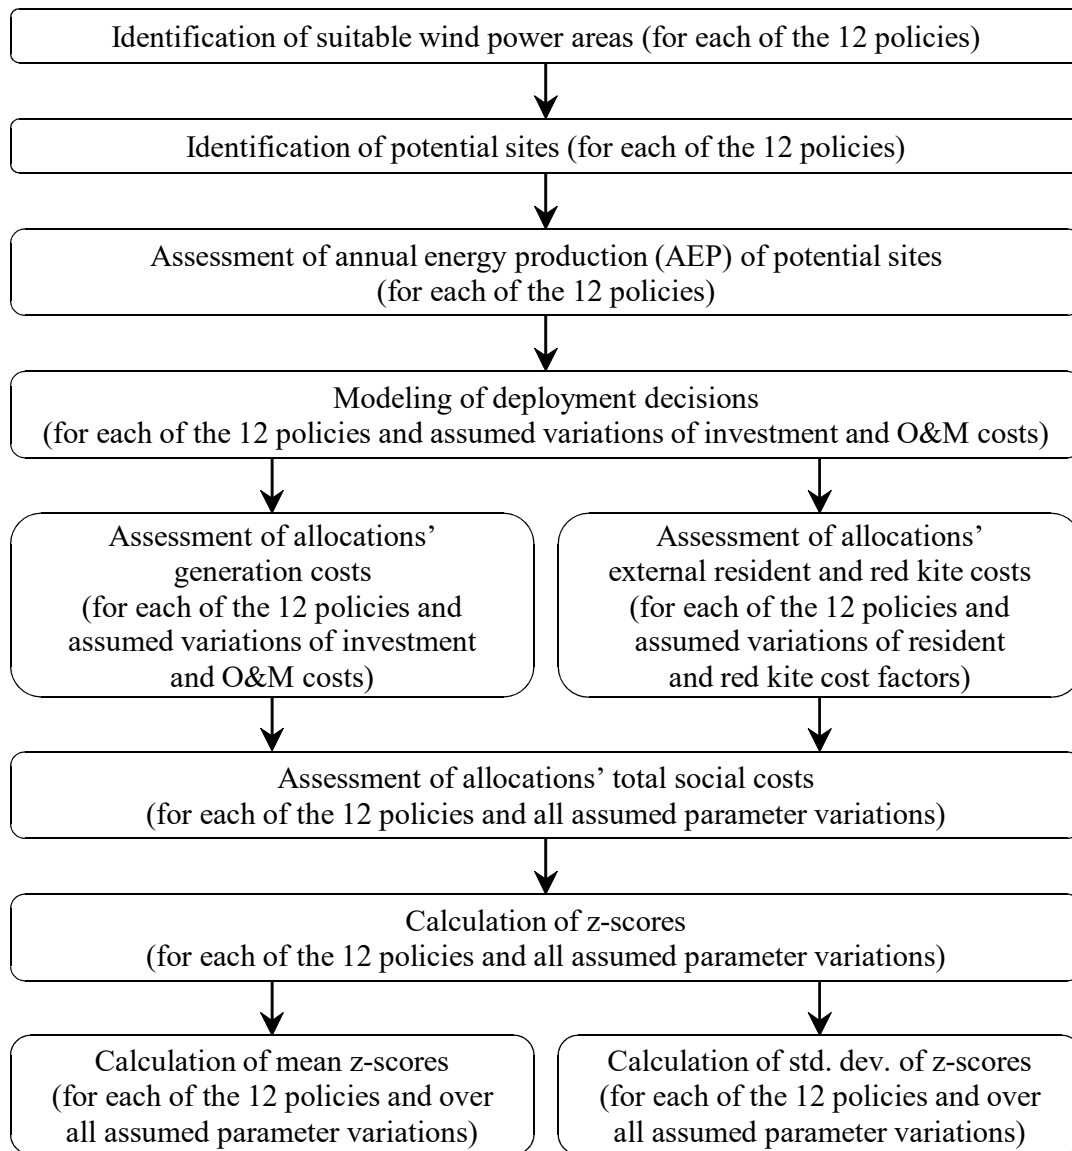 Identification of suitable wind power areas (for each of the 12 policies)
Identification of potential sites (for each of the 12 policies)
Assessment of annual energy production (AEP) of potential sites
(for each of the 12 policies)
Modeling of deployment decisions
(for each of the 12 policies and assumed variations of investment and O&M costs)
Assessment of allocations’
generation costs
(for each of the 12 policies and
assumed variations of investment
and O&M costs)
Assessment of allocations’
external resident and red kite costs
(for each of the 12 policies and
assumed variations of resident
and red kite cost factors)
Assessment of allocations’ total social costs
(for each of the 12 policies and all assumed parameter variations)
Calculation of z-scores
(for each of the 12 policies and all assumed parameter variations)
Calculation of mean z-scores
(for each of the 12 policies and over
all assumed parameter variations)
Calculation of std. dev. of z-scores
(for each of the 12 policies and over
all assumed parameter variations)